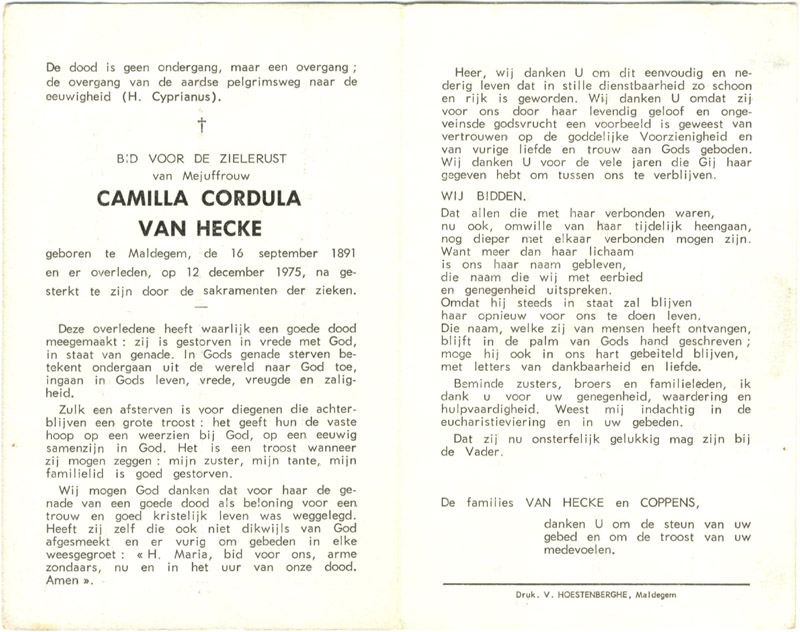 De dood is geen ondergang, maar een overgang ;
de overgang van de aardse pelgrimsweg naar de
eeuwigheid (H. Cyprianus).
†
BID VOOR DE ZIELERUST
van Mejuffrouw
CAMILLA CORDULA
VAN HECKE
geboren te Maldegem, de 16 september 1891
en er overleden, op 12 december 1975, na ge-
sterkt te zijn door de sakramenten der zieken.
Deze overledene heeft waarlijk een goede dood
meegemaakt : zij is gestorven in vrede met God,
in staat van genade. In Gods genade sterven be-
tekent ondergaan uit de wereld naar God toe,
ingaan in Gods leven, vrede, vreugde en zalig-
heid.
Zulk een afsterven is voor diegenen die achter-
blijven een grote troost : het geeft hun de vaste
hoop op een weerzien bij God, op een eeuwig
samenzijn in God. Het is een troost wanneer
zij mogen zeggen : mijn zuster, mijn tante, mijn
familielid is goed gestorven.
Wij mogen God danken dat voor haar de ge-
nade van een goede dood als beloning voor een
trouw en goed kristelijk leven was weggelegd.
Heeft zij zelf die ook niet dikwijls van God
afgesmeekt en er vurig om gebeden in elke
weesgegroet : « H. Maria, bid voor ons, arme
zondaars, nu en in het uur van onze dood.
Amen ».
Heer, wij danken U om dit eenvoudig en ne-
derig leven dat in stille dienstbaarheid zo schoon
en rijk is geworden. Wij danken U omdat zij
voor ons door haar levendig geloof en onge-
veinsde godsvrucht een voorbeeld is geweest van
vertrouwen op de goddelijke Voorzienigheid en
van vurige liefde en trouw aan Gods geboden.
Wij danken U voor de vele jaren die Gij haar
gegeven hebt om tussen ons te verblijven.
WIJ BIDDEN.
Dat allen die met haar verbonden waren,
nu ook, omwille van haar tijdelijk heengaan,
nog dieper met elkaar verbonden mogen zijn.
Want meer dan haar lichaam
is ons haar naam gebleven,
die naam die wij met eerbied
en genegenheid uitspreken.
Omdat hij steeds in staat zal blijven
haar opnieuw voor ons te doen leven.
Die naam, welke zij van mensen heeft ontvangen,
blijft in de palm van Gods hand geschreven ;
moge hij ook in ons hart gebeiteld blijven,
met letters van dankbaarheid en liefde.
Beminde zusters, broers en familieleden, ik
dank u voor uw genegenheid, waardering en
hulpvaardigheid. Weest mij indachtig in de
eucharistieviering en in uw gebeden.
Dat zij nu onsterfelijk gelukkig mag zijn bij
de Vader.
De families VAN HECKE en COPPENS,
danken U om de steun van uw
gebed en om de troost van uw
medevoelen.
Druk. V. HOESTENBERGHE, Maldegem